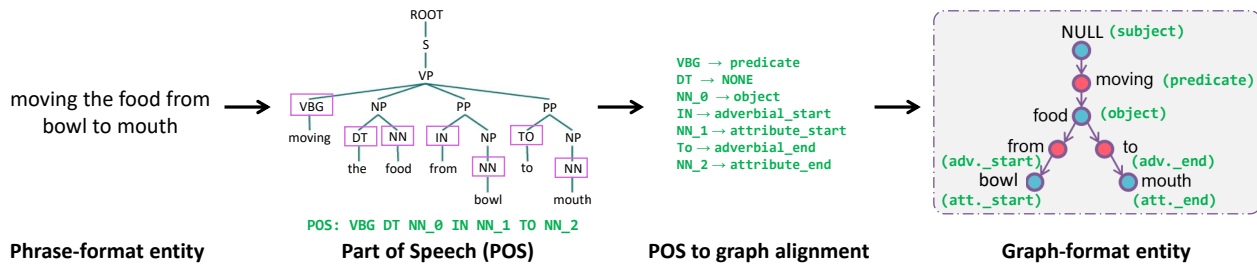 moving the food from
bowl to mouth
Phrase-format entity
ROOT
S
VP
VBG NP PP PP
moving DT NN IN NP TO NP
the food from NN to NN
bowl mouth
POS: VBG DT NN_0 IN NN_1 TO NN_2
Part of Speech (POS)
VBG → predicate
DT → NONE
NN_0 → object
IN → adverbial_start
NN_1 → attribute_start
To → adverbial_end
NN_2 → attribute_end
POS to graph alignment
NULL (subject)
moving (predicate)
food (object)
from to
(adv._start) (adv._end)
bowl mouth
(att._start) (att._end)
Graph-format entity